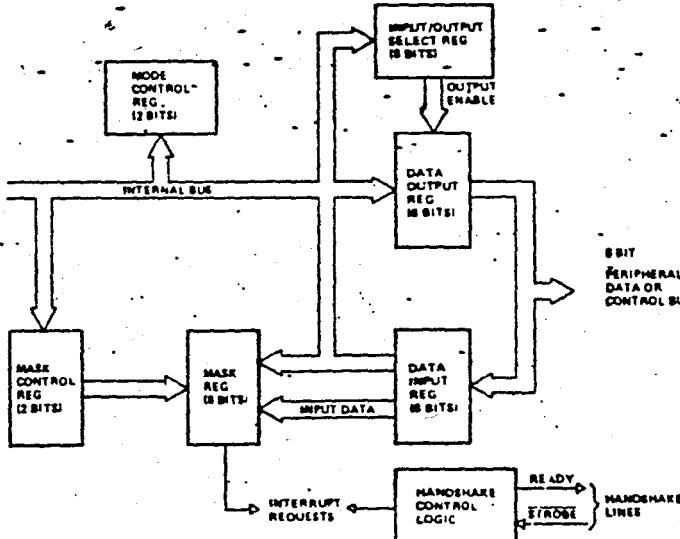 INPUT/OUTPUT
SELECT REG
(8 BITS)
MODE
CONTROL
REG
(2 BITS)
OUTPUT
ENABLE
DATA
OUTPUT
REG
(8 BITS)
INTERNAL BUS
8 BIT
PERIPHERAL
DATA OR
CONTROL BU
MASK
CONTROL
REG
(2 BITS)
MASK
REG
(8 BITS)
DATA
INPUT
REG
(8 BITS)
INPUT DATA
INTERRUPT
REQUESTS
HANDSHAKE
CONTROL
LOGIC
READY
STROBE
HANDSHAKE
LINES